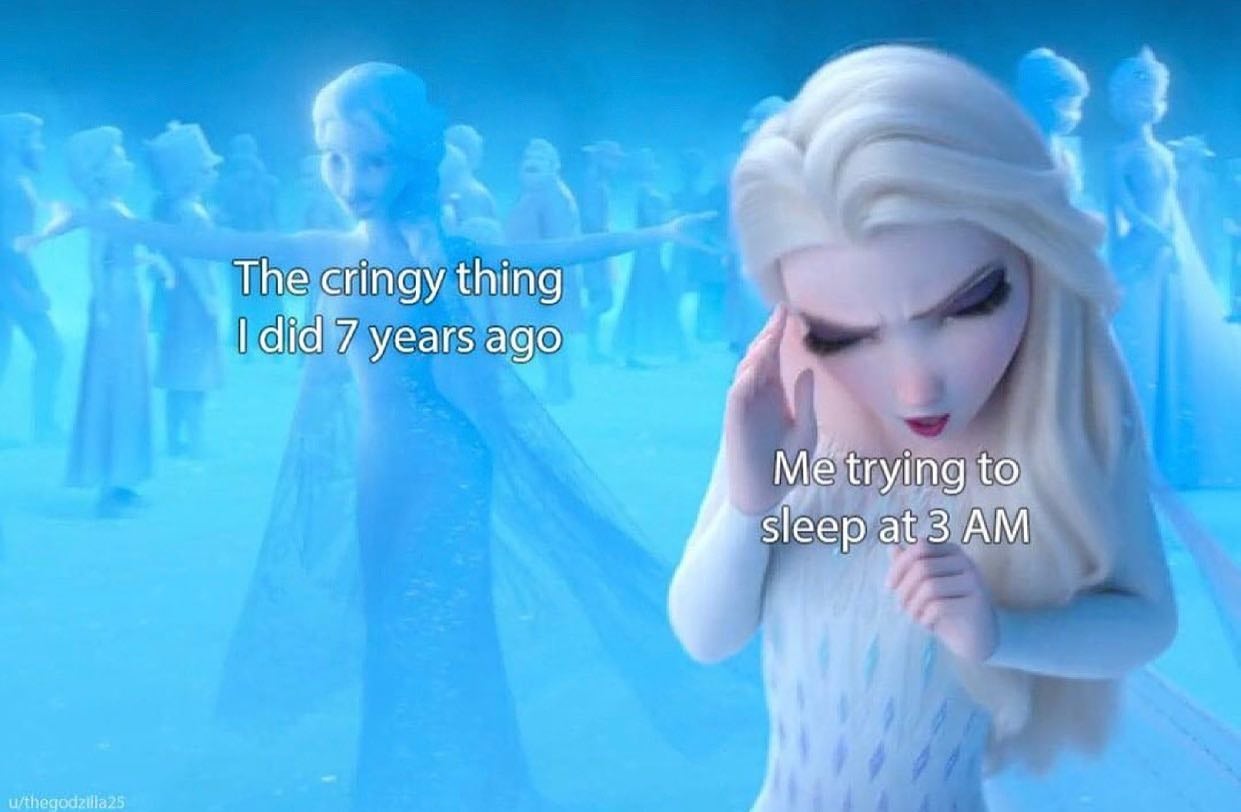 The cringy thing
I did 7 years ago
Me trying to
sleep at 3 AM
u/thegodzilla25